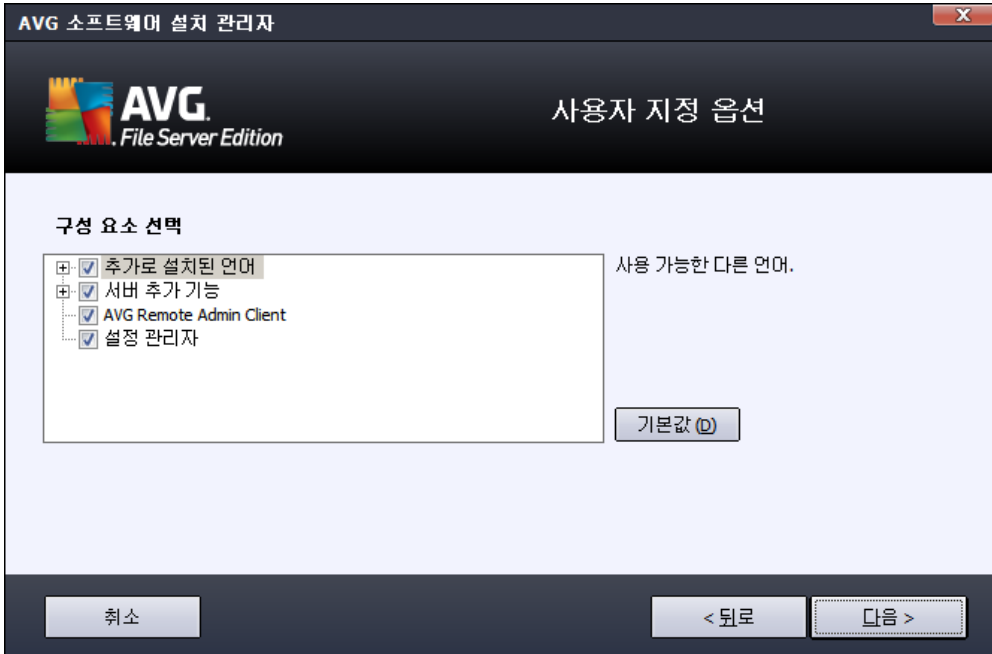 AVG 소프트웨어 설치 관리자
X
AVG.
File Server Edition
사용자 지정 옵션
구성 요소 선택
추가로 설치된 언어
서버 추가 기능
AVG Remote Admin Client
설정 관리자
사용 가능한 다른 언어.
기본값 (D)
취소
< 뒤로
다음 >